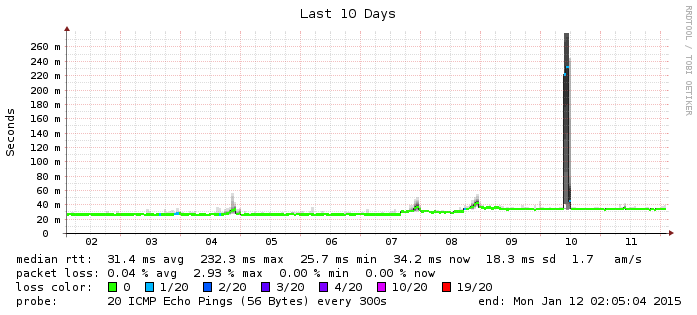 Last 10 Days
RRDTOOL / TOBI OETIKER
Seconds
260 m
240 m
220 m
200 m
180 m
160 m
140 m
120 m
100 m
80 m
60 m
40 m
20 m
0
02 03 04 05 06 07 08 09 10 11
median rtt: 31.4 ms avg 232.3 ms max 25.7 ms min 34.2 ms now 18.3 ms sd 1.7 am/s
packet loss: 0.04 % avg 2.93 % max 0.00 % min 0.00 % now
loss color: 0 1/20 2/20 3/20 4/20 10/20 19/20
probe: 20 ICMP Echo Pings (56 Bytes) every 300s end: Mon Jan 12 02:05:04 2015